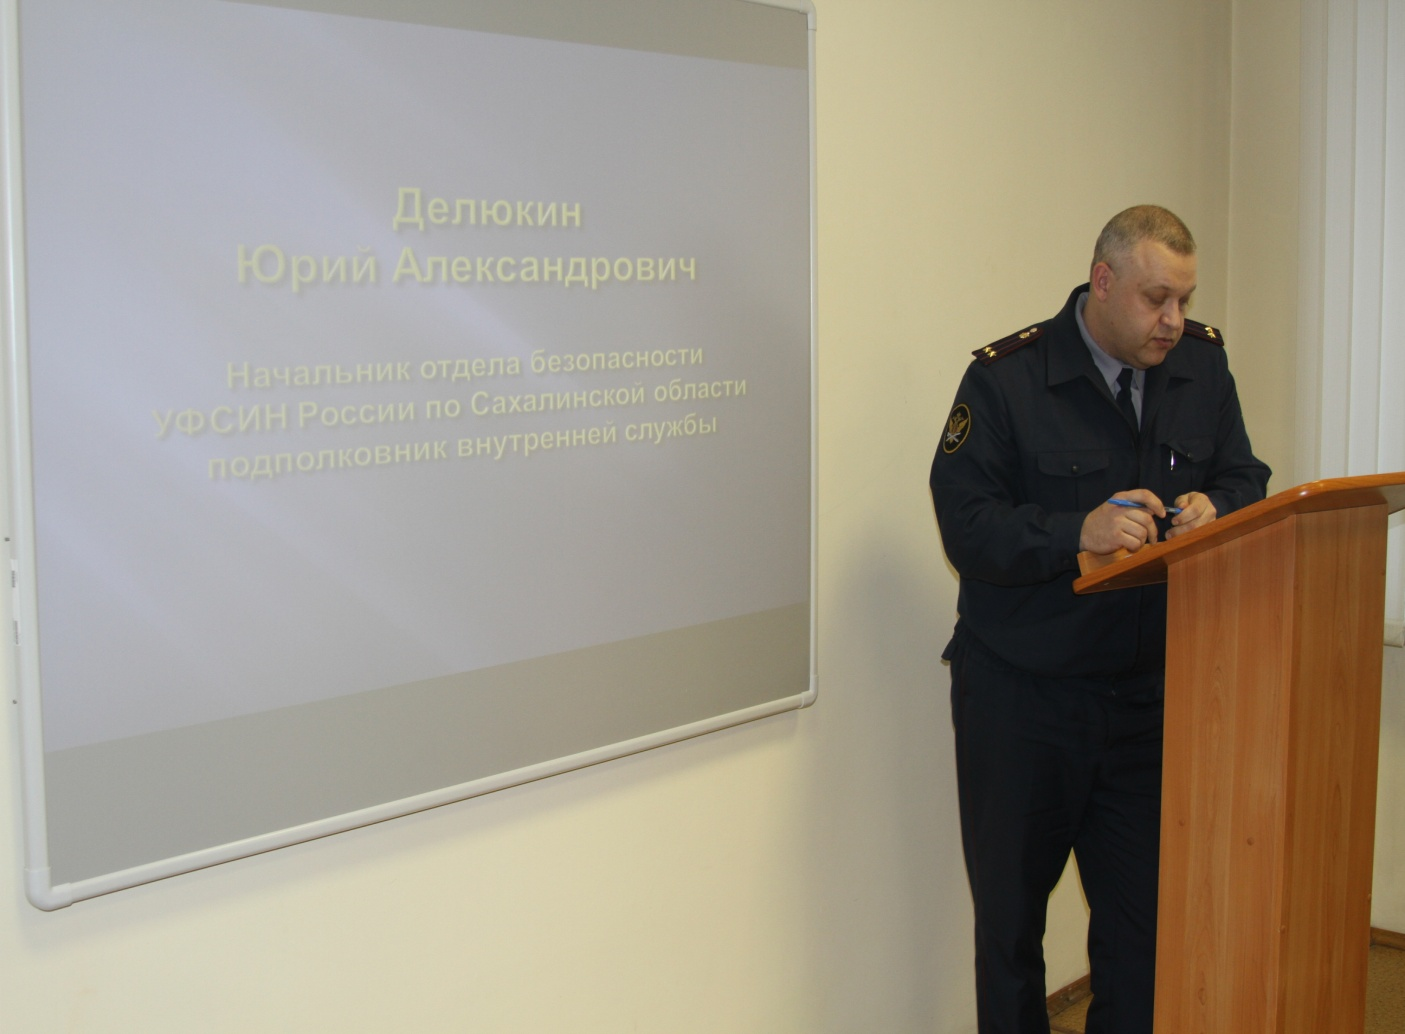 Делюкин
Юрий Александрович
Начальник отдела безопасности
УФСИН России по Сахалинской области
подполковник внутренней службы